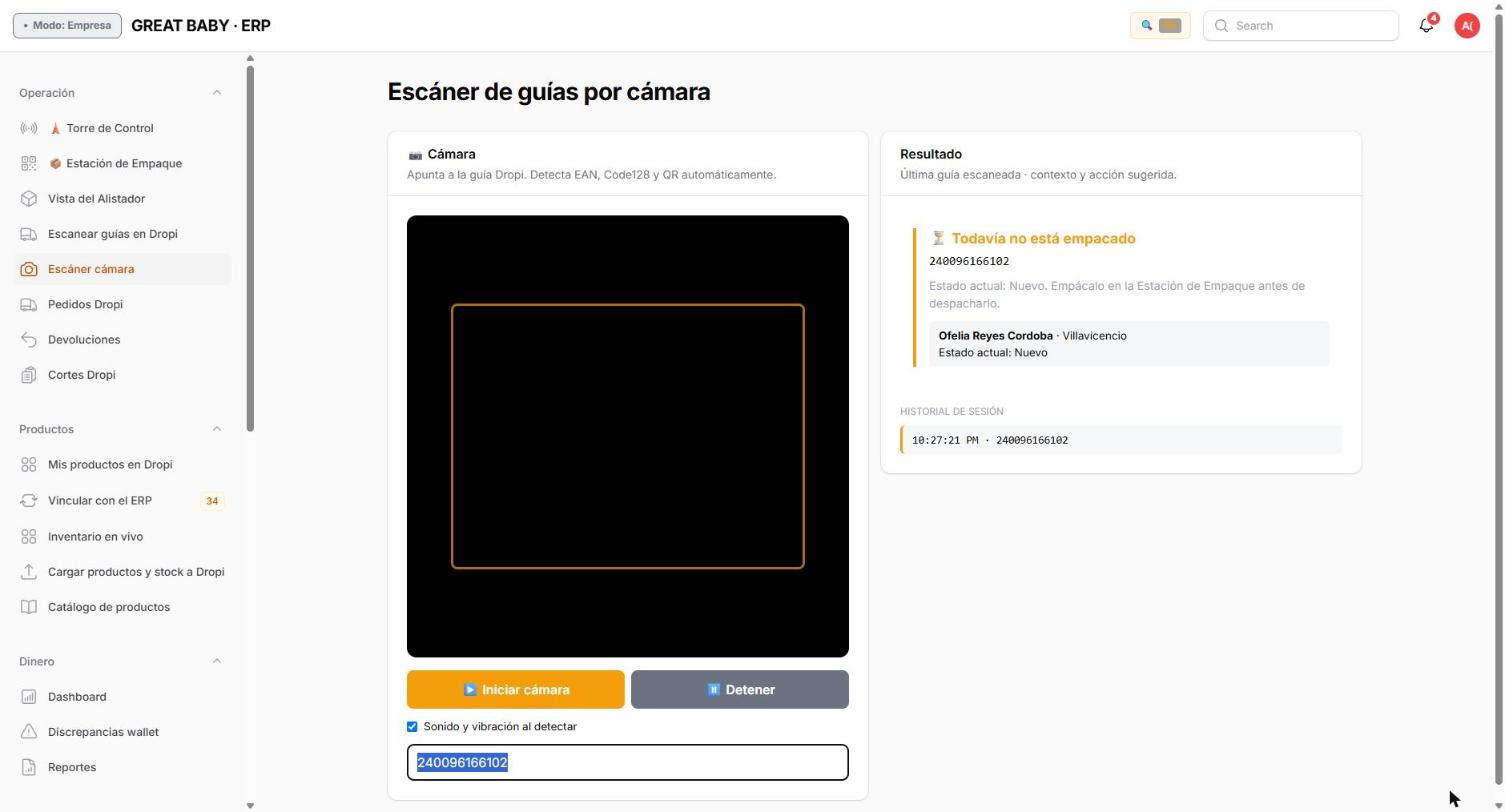 • Modo: Empresa
GREAT BABY · ERP
Search
4
A(
Operación
Torre de Control
Estación de Empaque
Vista del Alistador
Escanear guías en Dropi
Escáner cámara
Pedidos Dropi
Devoluciones
Cortes Dropi
Productos
Mis productos en Dropi
Vincular con el ERP
34
Inventario en vivo
Cargar productos y stock a Dropi
Catálogo de productos
Dinero
Dashboard
Discrepancias wallet
Reportes
Escáner de guías por cámara
Cámara
Apunta a la guía Dropi. Detecta EAN, Code128 y QR automáticamente.
Iniciar cámara
Detener
Sonido y vibración al detectar
240096166102
Resultado
Última guía escaneada · contexto y acción sugerida.
Todavía no está empacado
240096166102
Estado actual: Nuevo. Empácalo en la Estación de Empaque antes de
despacharlo.
Ofelia Reyes Cordoba · Villavicencio
Estado actual: Nuevo
HISTORIAL DE SESIÓN
10:27:21 PM · 240096166102